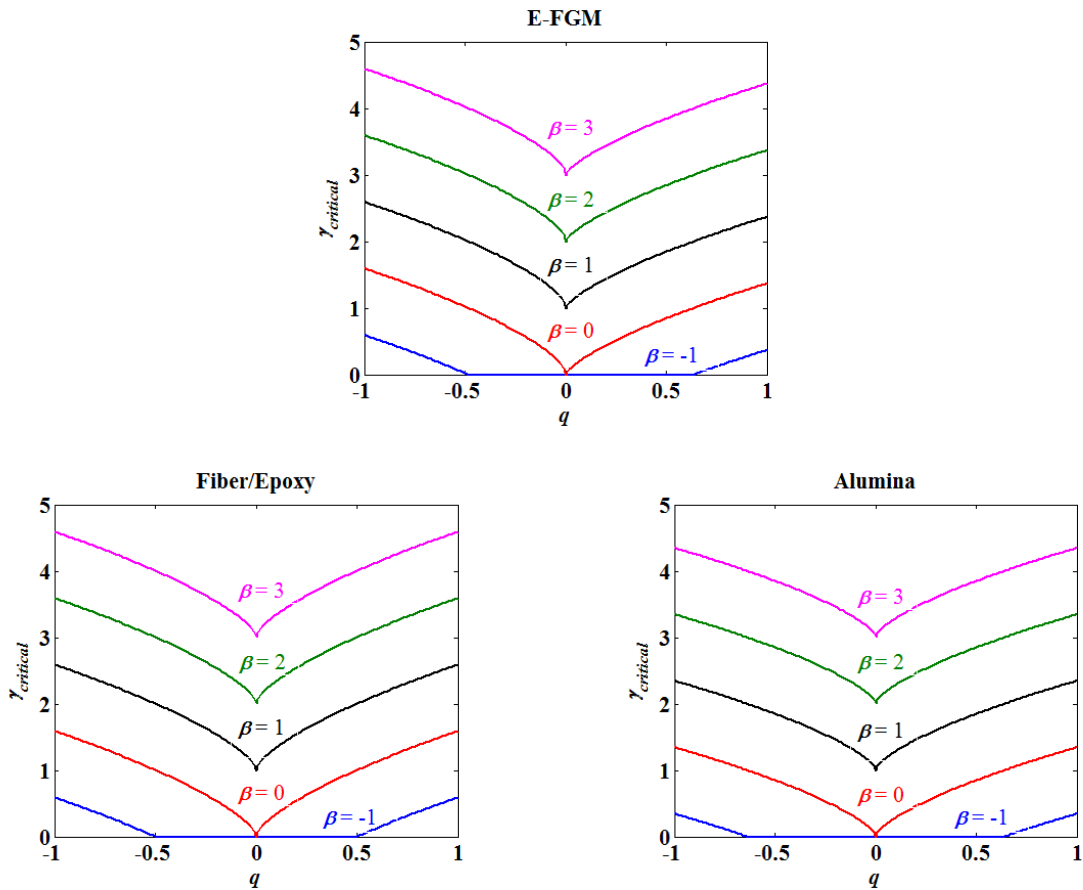 E-FGM
5
4
3
2
1
0
γcritical
β = 3
β = 2
β = 1
β = 0
β = -1
-1 -0.5 0 0.5 1
q
Fiber/Epoxy
5
4
3
2
1
0
γcritical
β = 3
β = 2
β = 1
β = 0
β = -1
-1 -0.5 0 0.5 1
q
Alumina
5
4
3
2
1
0
γcritical
β = 3
β = 2
β = 1
β = 0
β = -1
-1 -0.5 0 0.5 1
q